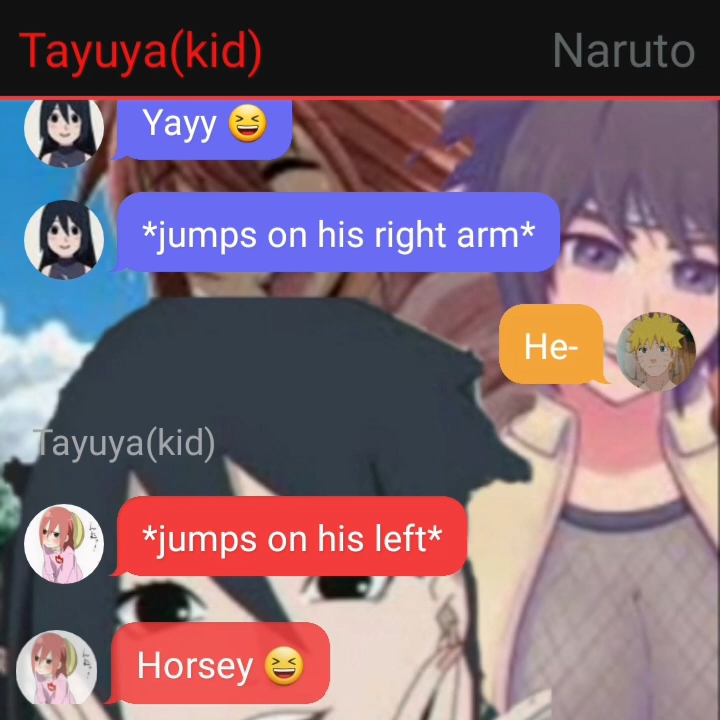 Tayuya(kid)
Naruto
Yayy 😆
*jumps on his right arm*
He-
Tayuya(kid)
*jumps on his left*
Horsey 😆